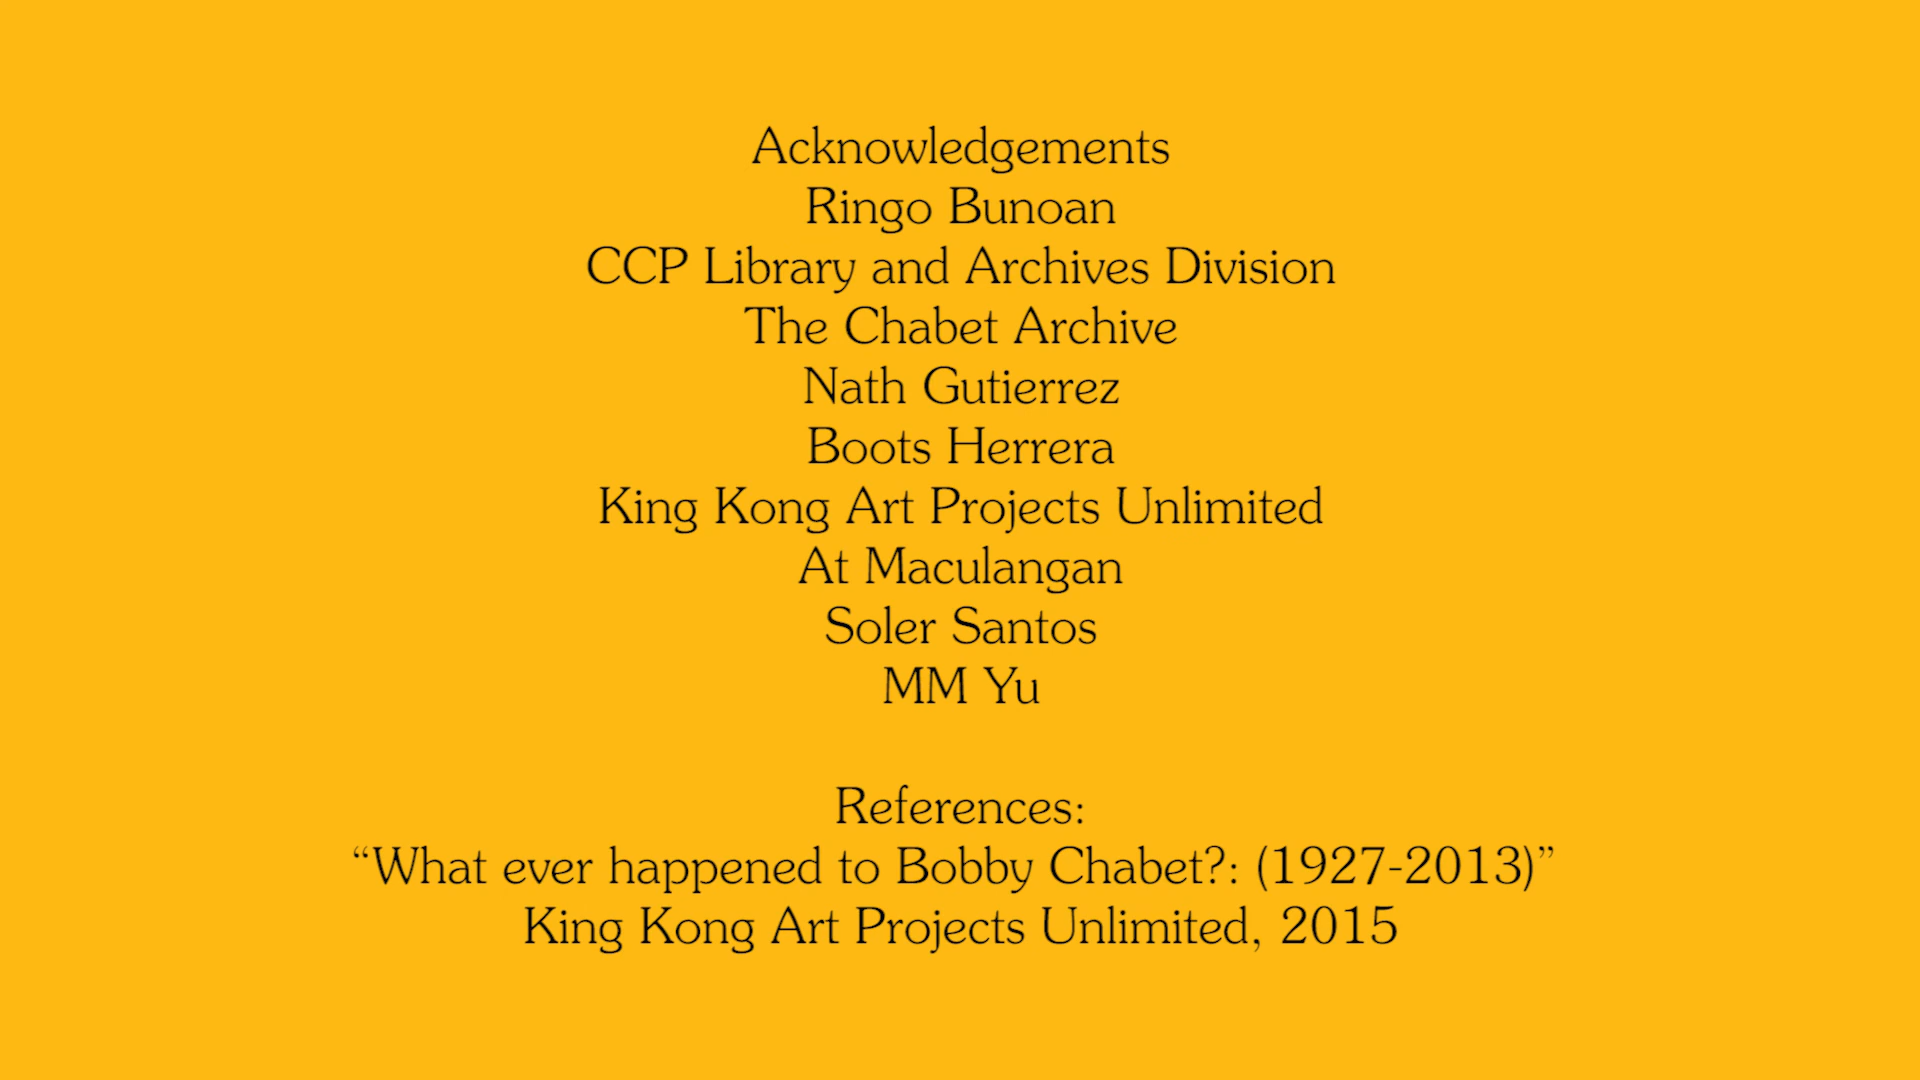 Acknowledgements
Ringo Bunoan
CCP Library and Archives Division
The Chabet Archive
Nath Gutierrez
Boots Herrera
King Kong Art Projects Unlimited
At Maculangan
Soler Santos
MM Yu
References:
“What ever happened to Bobby Chabet?: (1927-2013)”
King Kong Art Projects Unlimited, 2015